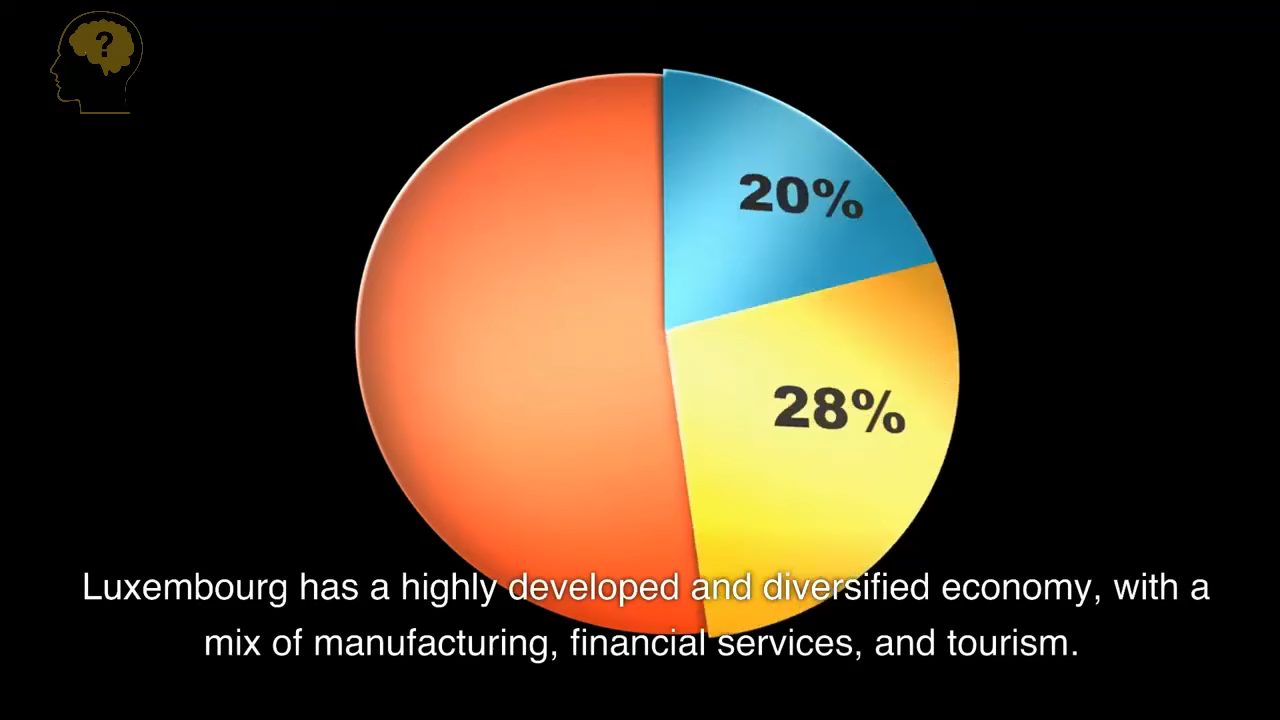 ?
20%
28%
Luxembourg has a highly developed and diversified economy, with a
mix of manufacturing, financial services, and tourism.